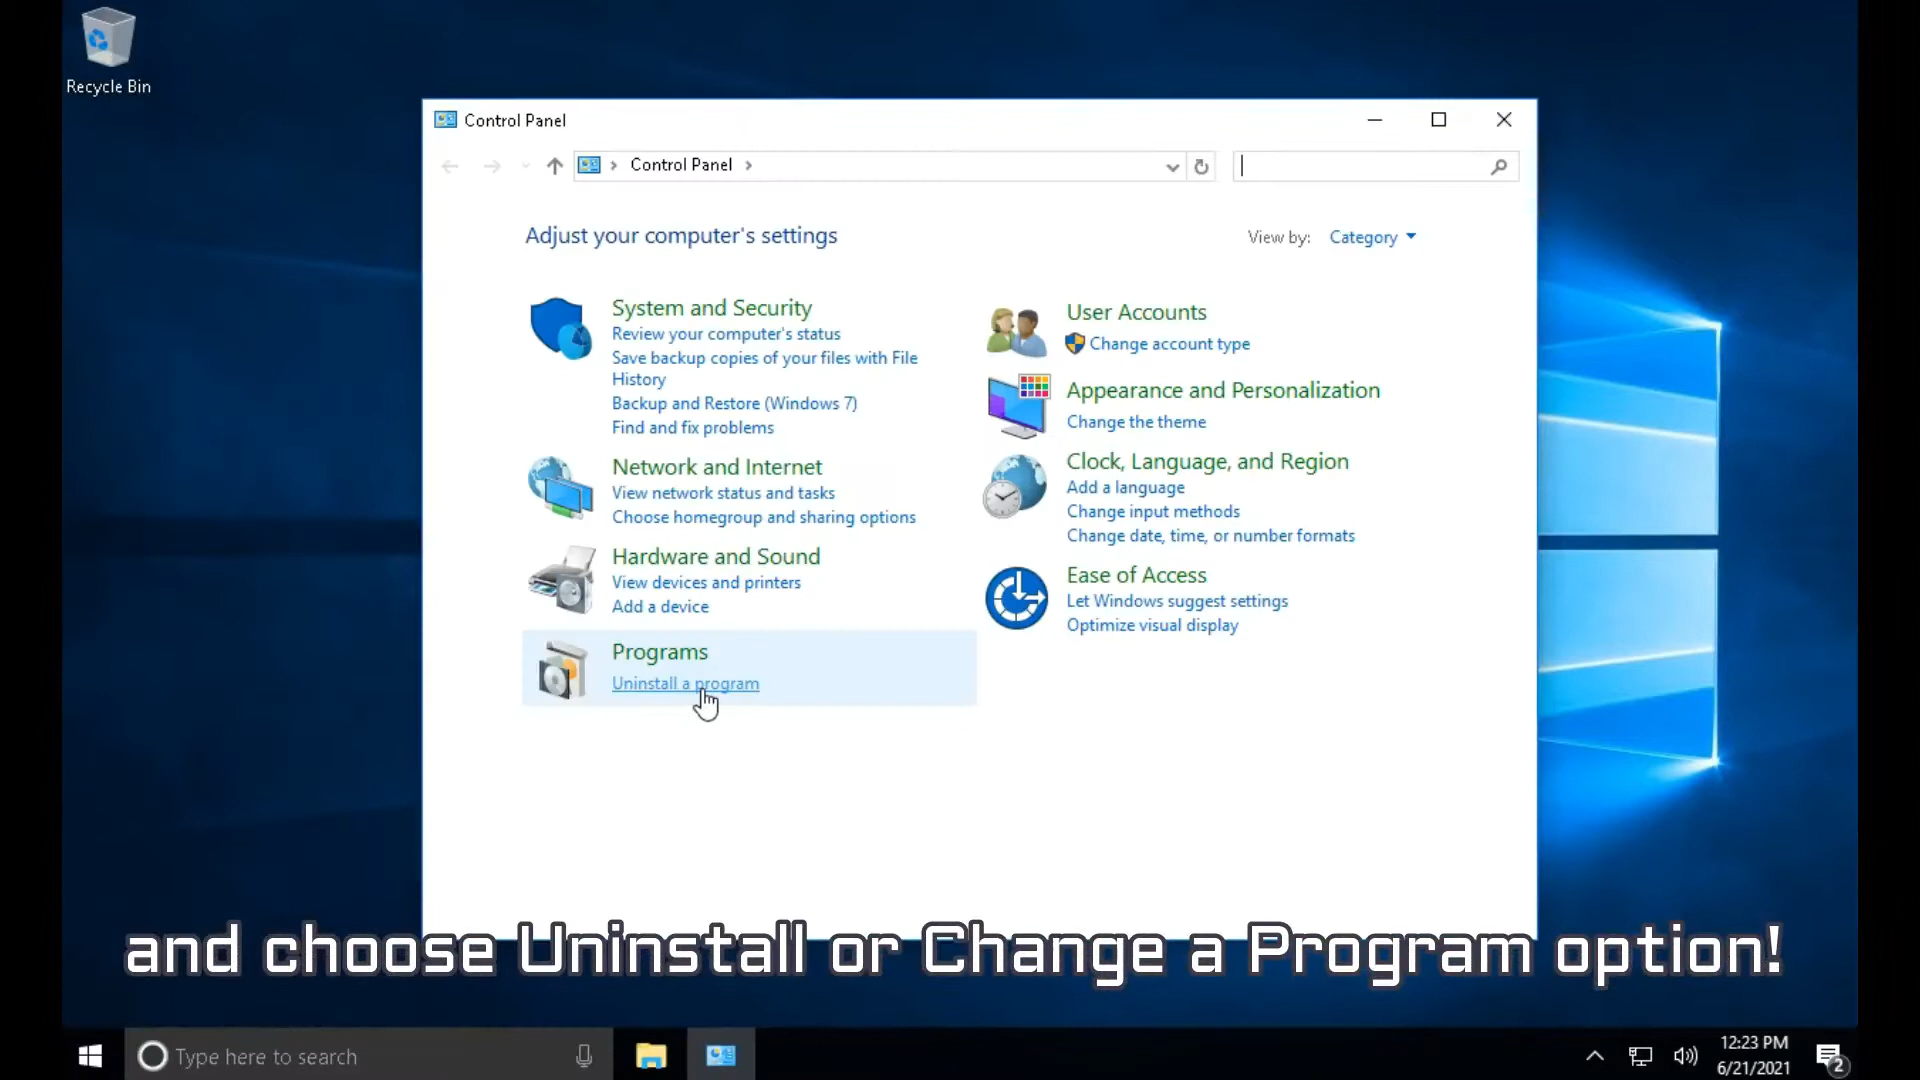 Recycle Bin
Control Panel
Control Panel
Adjust your computer's settings
View by: Category
System and Security
Review your computer's status
Save backup copies of your files with File
History
Backup and Restore (Windows 7)
Find and fix problems
Network and Internet
View network status and tasks
Choose homegroup and sharing options
Hardware and Sound
View devices and printers
Add a device
Programs
Uninstall a program
User Accounts
Change account type
Appearance and Personalization
Change the theme
Clock, Language, and Region
Add a language
Change input methods
Change date, time, or number formats
Ease of Access
Let Windows suggest settings
Optimize visual display
and choose Uninstall or Change a Program option!
Type here to search
12:23 PM
6/21/2021
2